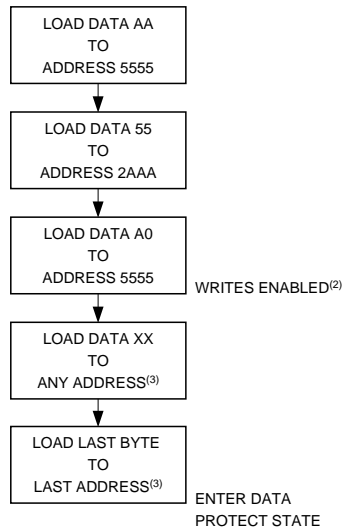 LOAD DATA AA
TO
ADDRESS 5555
LOAD DATA 55
TO
ADDRESS 2AAA
LOAD DATA A0
TO
ADDRESS 5555
WRITES ENABLED(2)
LOAD DATA XX
TO
ANY ADDRESS(3)
LOAD LAST BYTE
TO
LAST ADDRESS(3)
ENTER DATA
PROTECT STATE